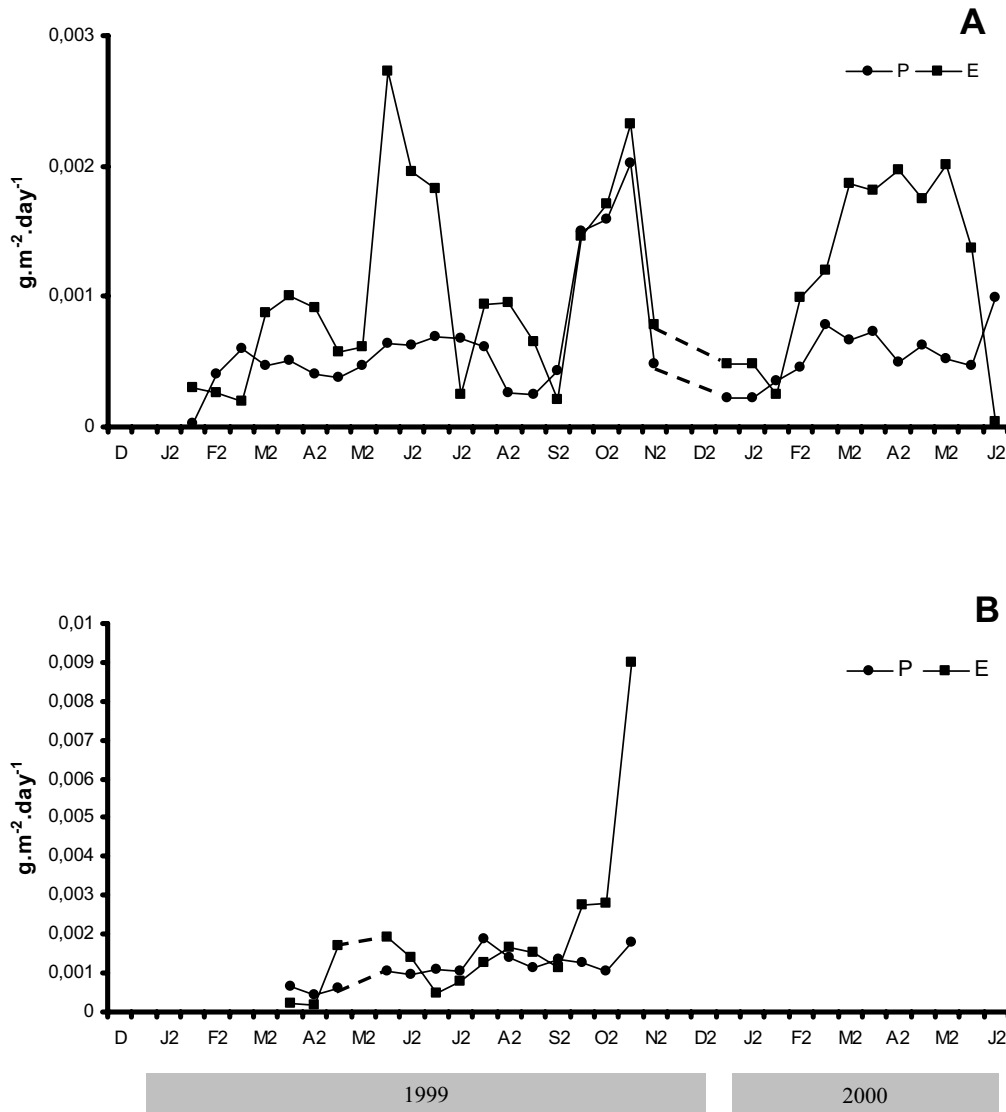 A
0,003
P E
0,002
g.m-2.day-1
0,001
0
D J2 F2 M2 A2 M2 J2 J2 A2 S2 O2 N2 D2 J2 F2 M2 A2 M2 J2
B
0,01
0,009
P E
0,008
0,007
0,006
g.m-2.day-1
0,005
0,004
0,003
0,002
0,001
0
D J2 F2 M2 A2 M2 J2 J2 A2 S2 O2 N2 D2 J2 F2 M2 A2 M2 J2
1999 2000